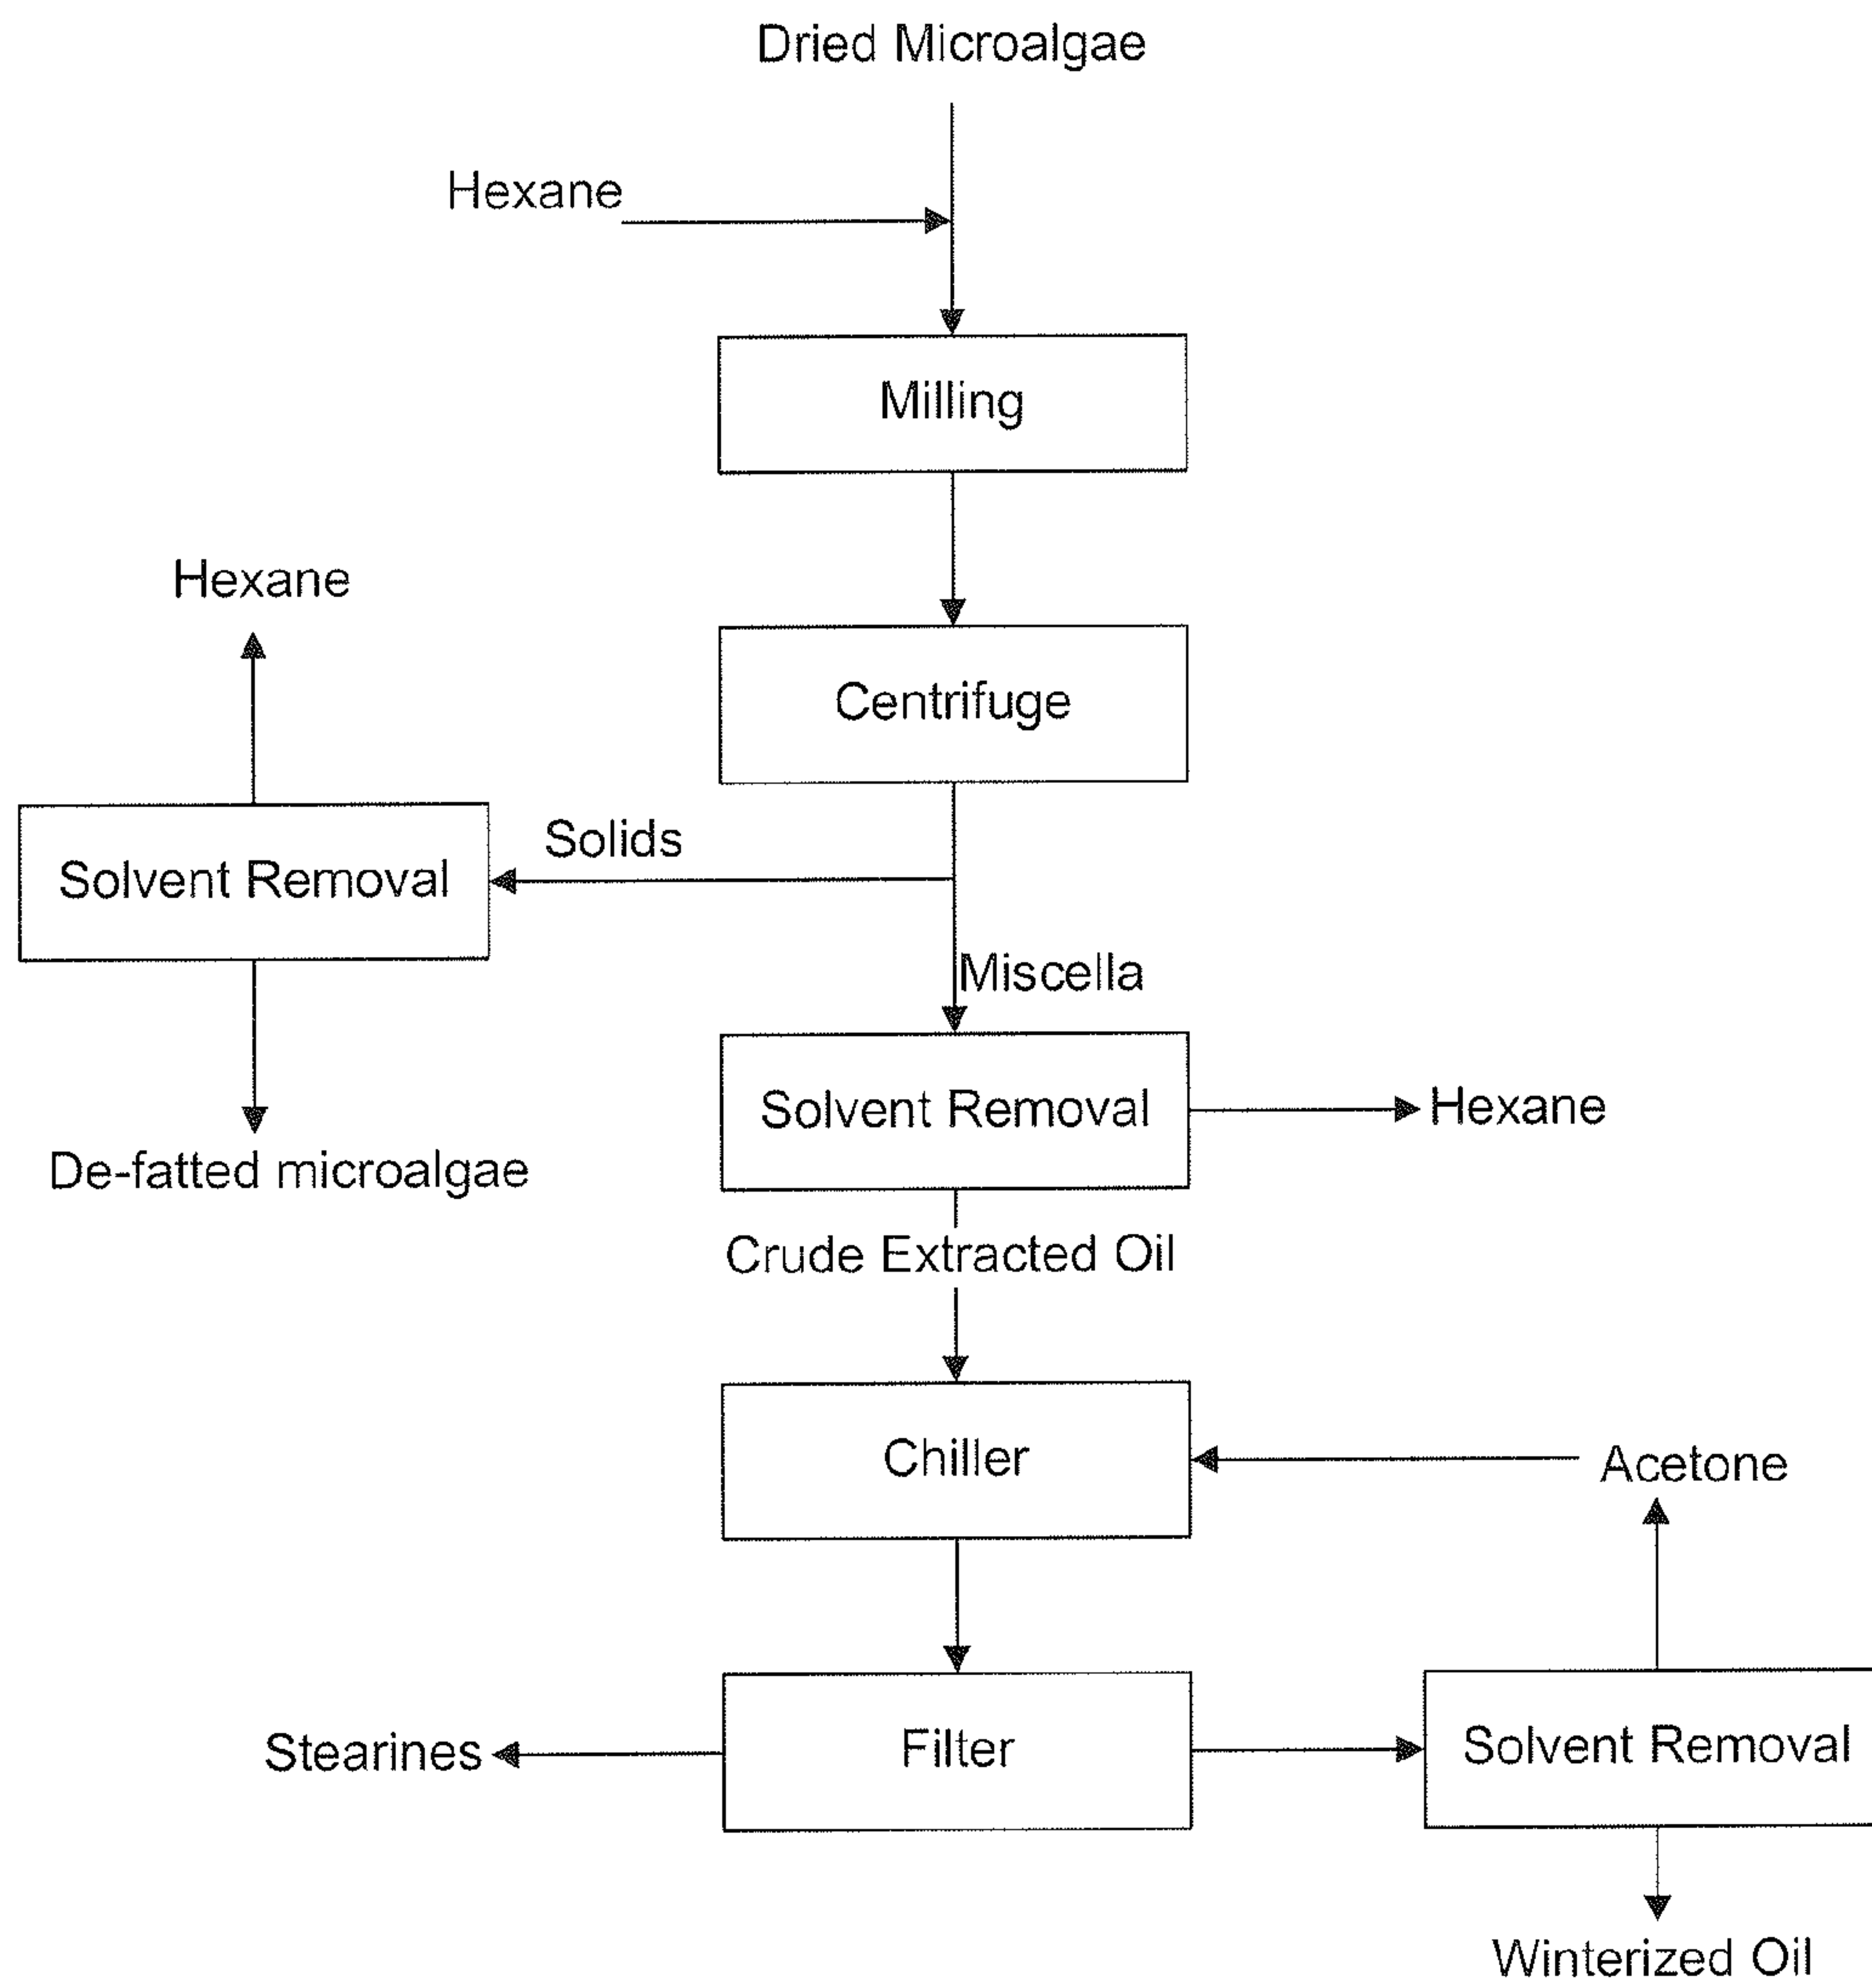 Dried Microalgae
Hexane
Milling
Hexane
Centrifuge
Solids
Solvent Removal
Miscella
Solvent Removal
Hexane
De-fatted microalgae
Crude Extracted Oil
Chiller
Acetone
Stearines
Filter
Solvent Removal
Winterized Oil